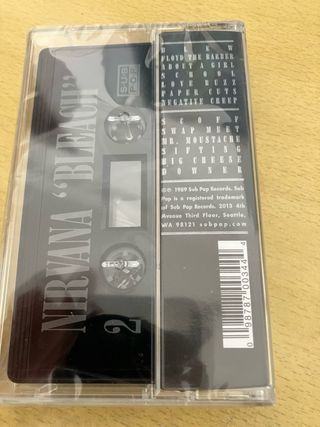 NIRVANA "BLEACH"
SUB
POP
2
BLEW
FLOYD THE BARBER
ABOUT A GIRL
SCHOOL
LOVE BUZZ
PAPER CUTS
NEGATIVE CREEP
SCOFF
SWAP MEET
MR. MOUSTACHE
SIFTING
BIG CHEESE
DOWNER
℗© 1989 Sub Pop Records. Sub
Pop is a registered trademark
of Sub Pop Records. 2013 4th
Avenue Third Floor, Seattle,
WA 98121 subpop.com
0 98787 00344 4